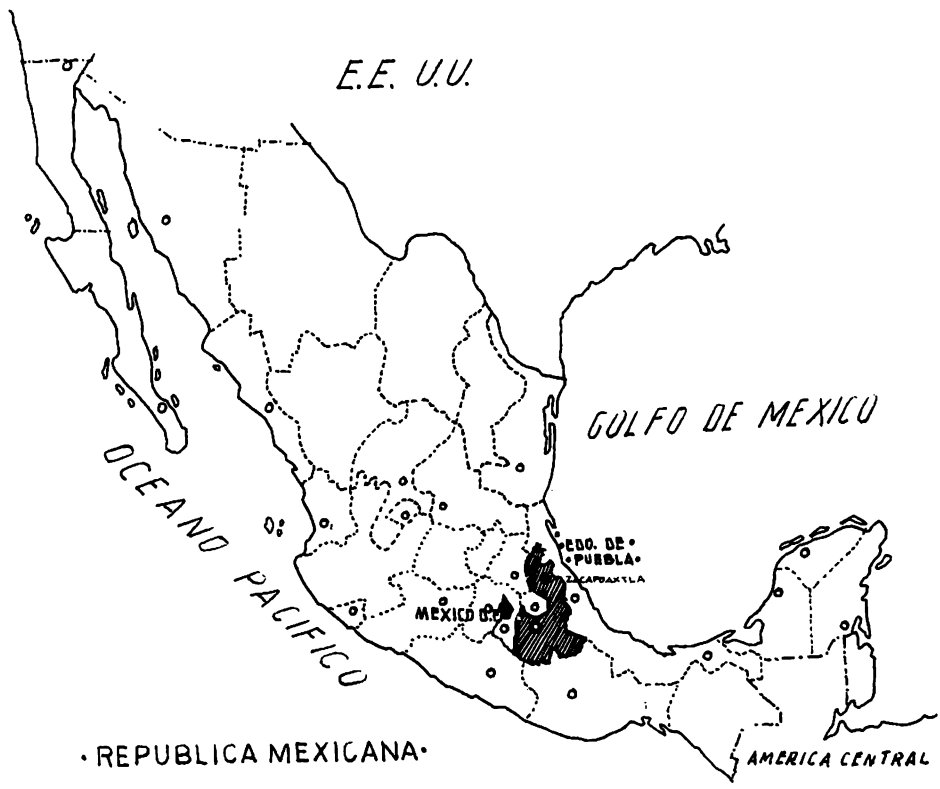 E.E. U.U.
GOLFO DE MEXICO
OCEANO PACIFICO
•EDO. DE•
•PUEBLA•
ZACAPOAXTLA
MEXICO D.F.
•REPUBLICA MEXICANA•
AMERICA CENTRAL